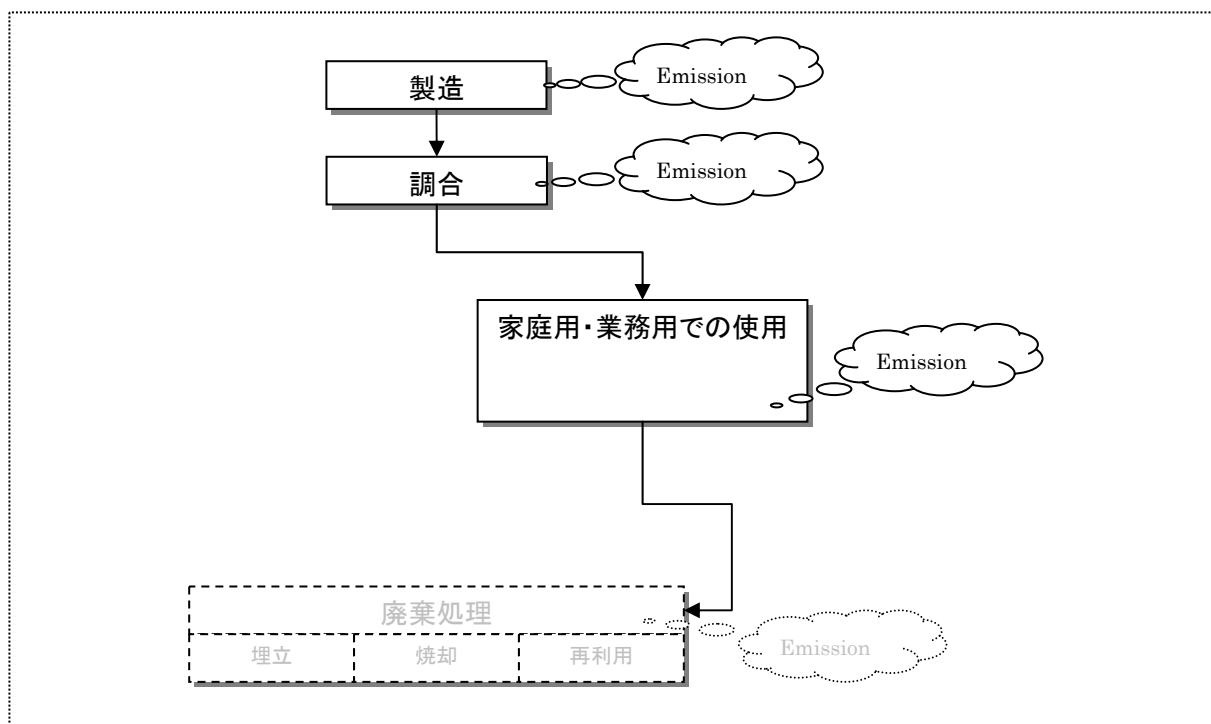 製造
Emission
調合
Emission
家庭用・業務用での使用
Emission
廃棄処理
埋立
焼却
再利用
Emission